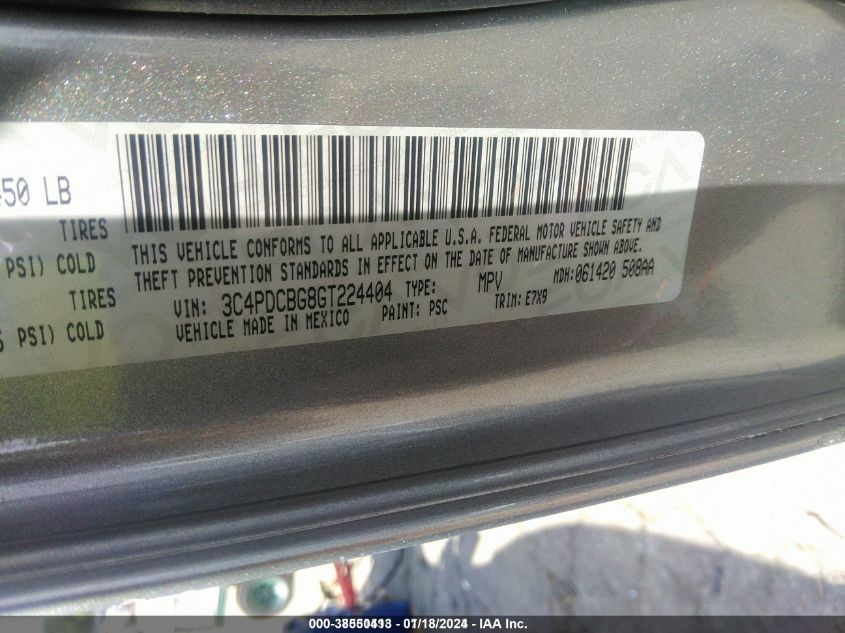 450 LB
TIRES
PSI) COLD
TIRES
PSI) COLD
THIS VEHICLE CONFORMS TO ALL APPLICABLE U.S.A. FEDERAL MOTOR VEHICLE SAFETY AND
THEFT PREVENTION STANDARDS IN EFFECT ON THE DATE OF MANUFACTURE SHOWN ABOVE.
VIN: 3C4PDCBG8GT224404 TYPE: MPV MDH: 061420 508AA
VEHICLE MADE IN MEXICO PAINT: PSC TRIM: E7X9
000-38550413 - 01/18/2024 - IAA Inc.